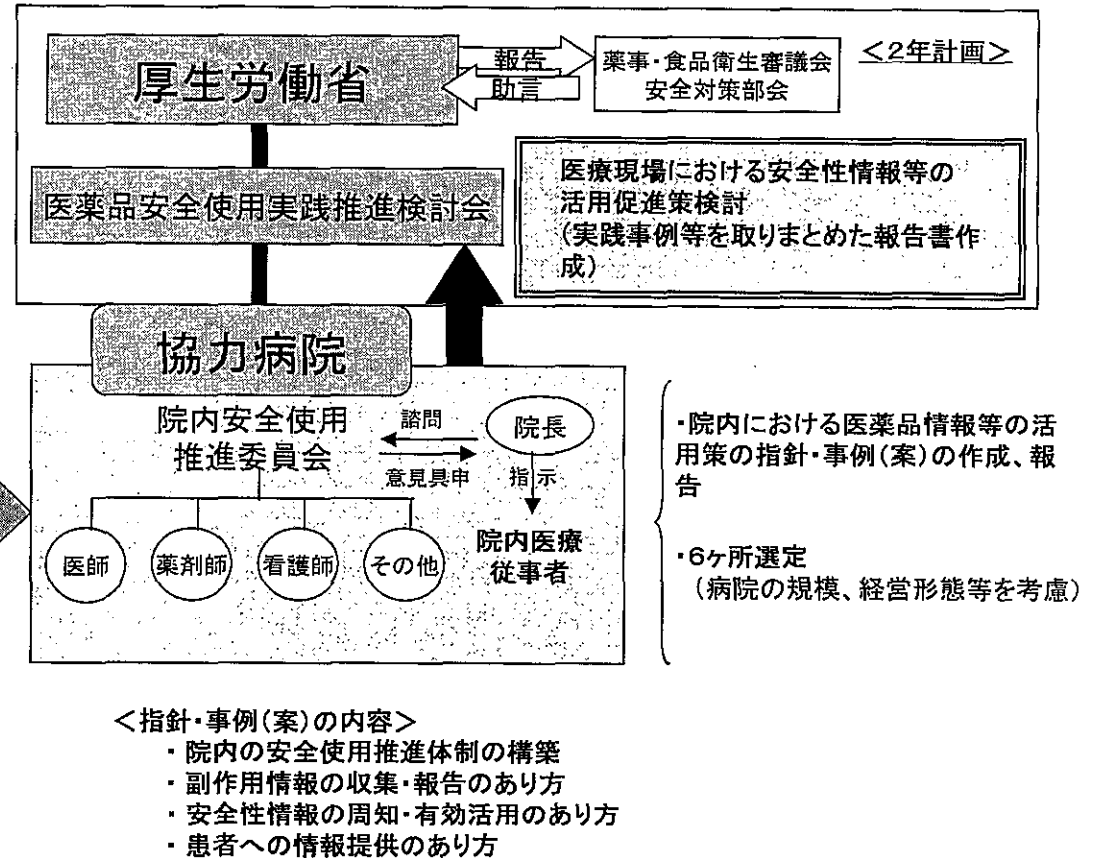 厚生労働省
報告
助言
薬事・食品衛生審議会
安全対策部会
＜2年計画＞
医薬品安全使用実践推進検討会
医療現場における安全性情報等の
活用促進策検討
(実践事例等を取りまとめた報告書作
成)
協力病院
院内安全使用
推進委員会
諮問
意見具申
院長
指示
院内医療
従事者
医師
薬剤師
看護師
その他
・院内における医薬品情報等の活
用策の指針・事例(案)の作成、報
告
・6ヶ所選定
(病院の規模、経営形態等を考慮)
＜指針・事例(案)の内容＞
・院内の安全使用推進体制の構築
・副作用情報の収集・報告のあり方
・安全性情報の周知・有効活用のあり方
・患者への情報提供のあり方